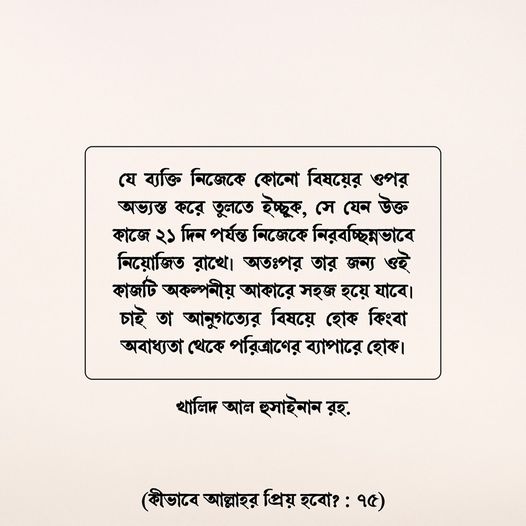 যে ব্যক্তি নিজেকে কোনো বিষয়ের ওপর
অভ্যস্ত করে তুলতে ইচ্ছুক, সে যেন উক্ত
কাজে ২১ দিন পর্যন্ত নিজেকে নিরবচ্ছিন্নভাবে
নিয়োজিত রাখে। অতঃপর তার জন্য ওই
কাজটি অকল্পনীয় আকারে সহজ হয়ে যাবে।
চাই তা আনুগত্যের বিষয়ে হোক কিংবা
অবাধ্যতা থেকে পরিত্রাণের ব্যাপারে হোক।
খালিদ আল হুসাইনান রহ.
(কীভাবে আল্লাহর প্রিয় হবো? : ৭৫)